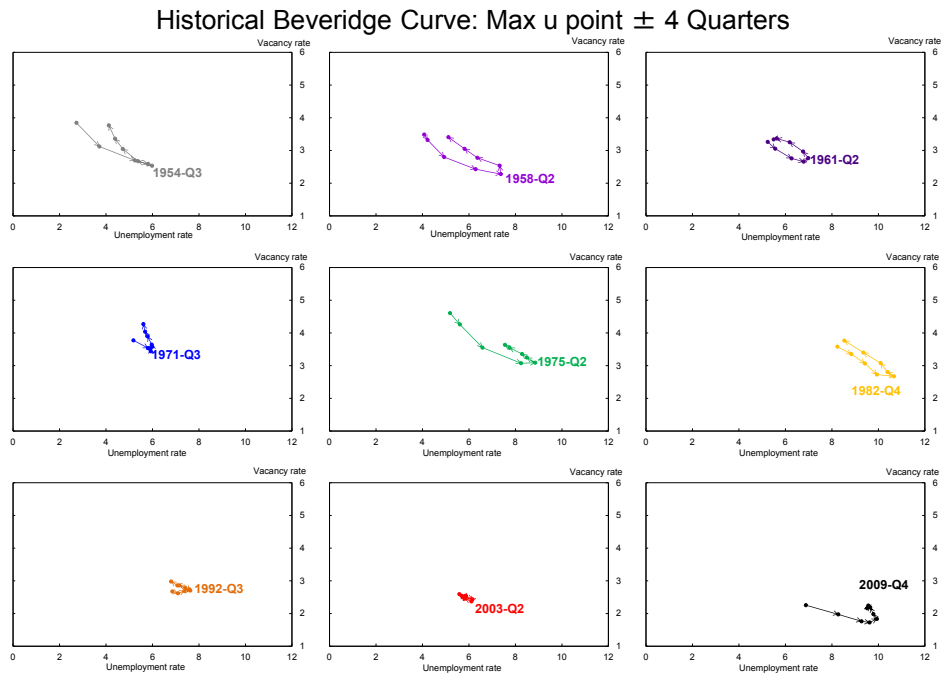 Historical Beveridge Curve: Max u point ± 4 Quarters
Vacancy rate
6
5
4
3
2
1
1954-Q3
0 2 4 6 8 10 12
Unemployment rate
Vacancy rate
6
5
4
3
2
1
1958-Q2
0 2 4 6 8 10 12
Unemployment rate
Vacancy rate
6
5
4
3
2
1
1961-Q2
0 2 4 6 8 10 12
Unemployment rate
Vacancy rate
6
5
4
3
2
1
1971-Q3
0 2 4 6 8 10 12
Unemployment rate
Vacancy rate
6
5
4
3
2
1
1975-Q2
0 2 4 6 8 10 12
Unemployment rate
Vacancy rate
6
5
4
3
2
1
1982-Q4
0 2 4 6 8 10 12
Unemployment rate
Vacancy rate
6
5
4
3
2
1
1992-Q3
0 2 4 6 8 10 12
Unemployment rate
Vacancy rate
6
5
4
3
2
1
2003-Q2
0 2 4 6 8 10 12
Unemployment rate
Vacancy rate
6
5
4
3
2
1
2009-Q4
0 2 4 6 8 10 12
Unemployment rate